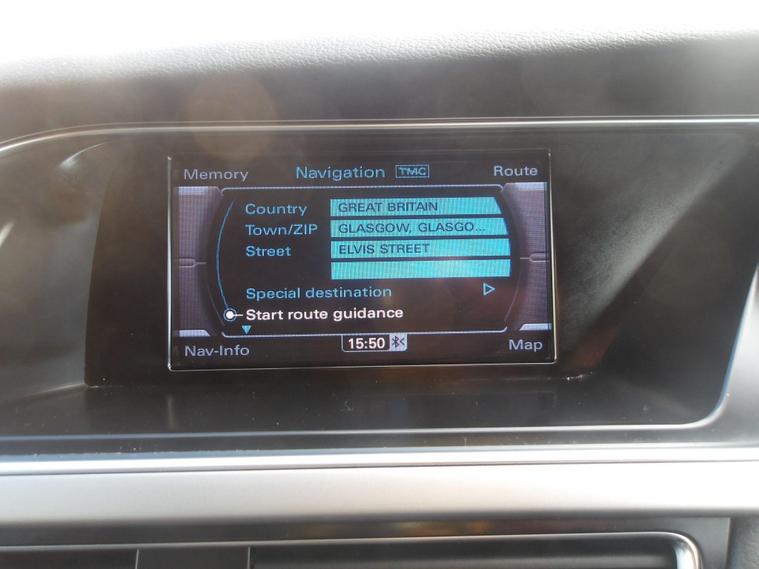 Memory Navigation TMC Route
Country GREAT BRITAIN
Town/ZIP GLASGOW, GLASGO...
Street ELVIS STREET
Special destination
Start route guidance
Nav-Info 15:50 Map